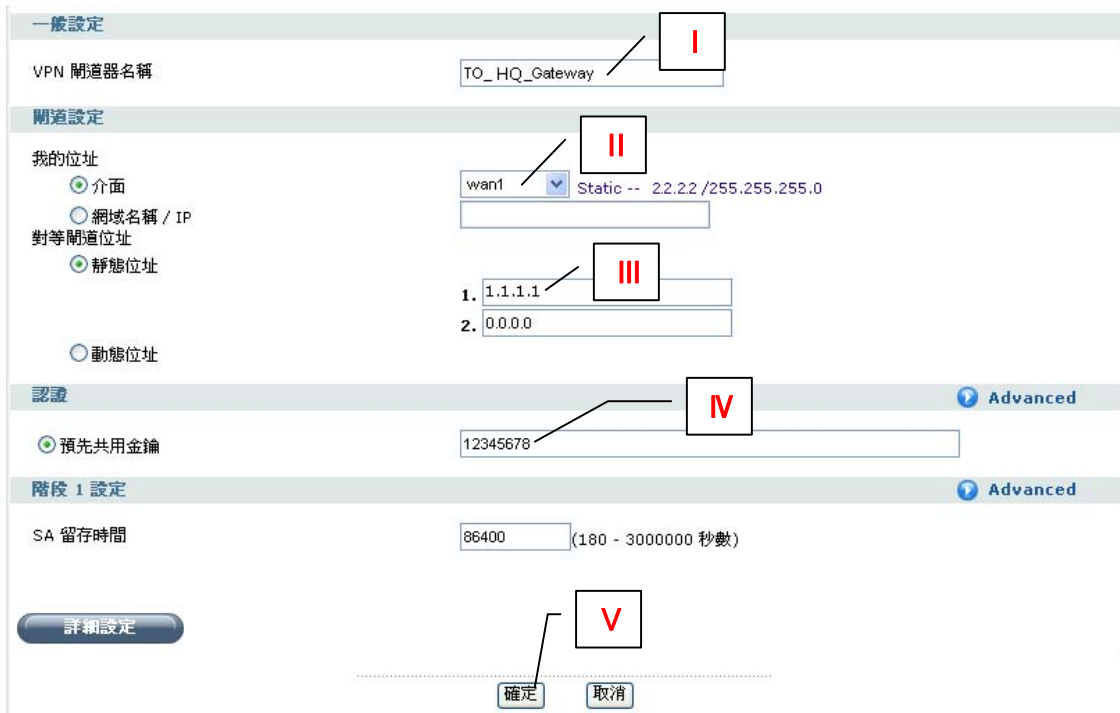 一般設定
I
VPN 閘道器名稱 TO_HQ_Gateway
閘道設定
II
我的位址
介面 wan1 Static -- 2.2.2.2 /255.255.255.0
網域名稱 / IP
對等閘道位址
靜態位址
III
1. 1.1.1.1
2. 0.0.0.0
動態位址
認證 Advanced
IV
預先共用金鑰 12345678
階段 1 設定 Advanced
SA 留存時間 86400 (180 - 3000000 秒數)
V
詳細設定
確定 取消